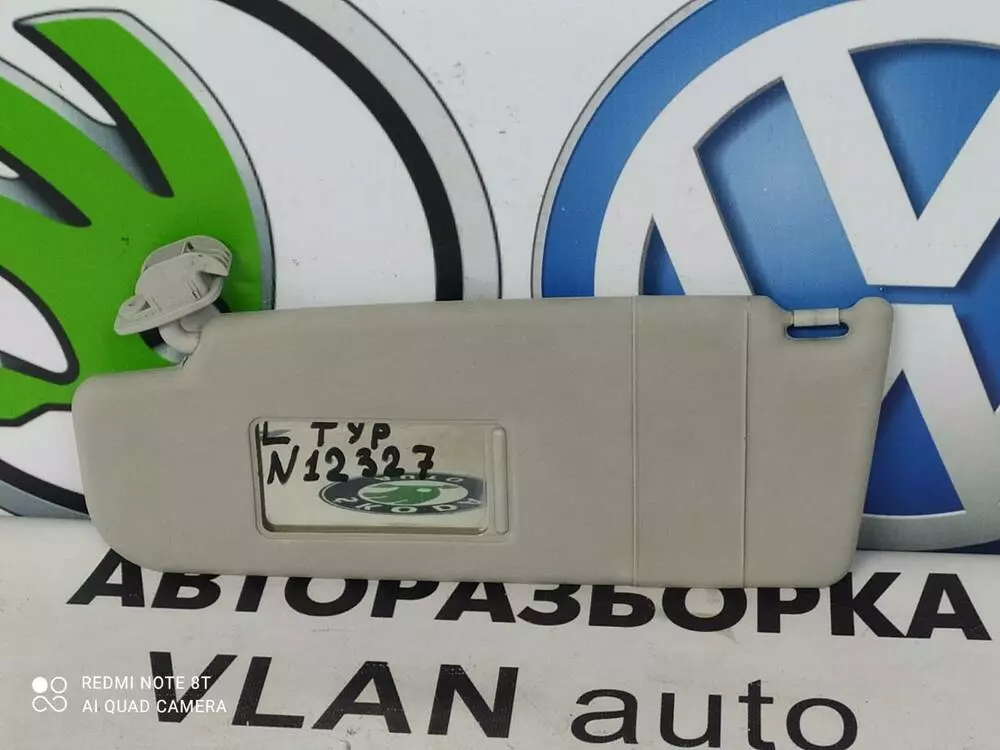 L ТУР
N12327
SKODA
АВТОРАЗБОРКА
VLAN auto
REDMI NOTE 8T
AI QUAD CAMERA